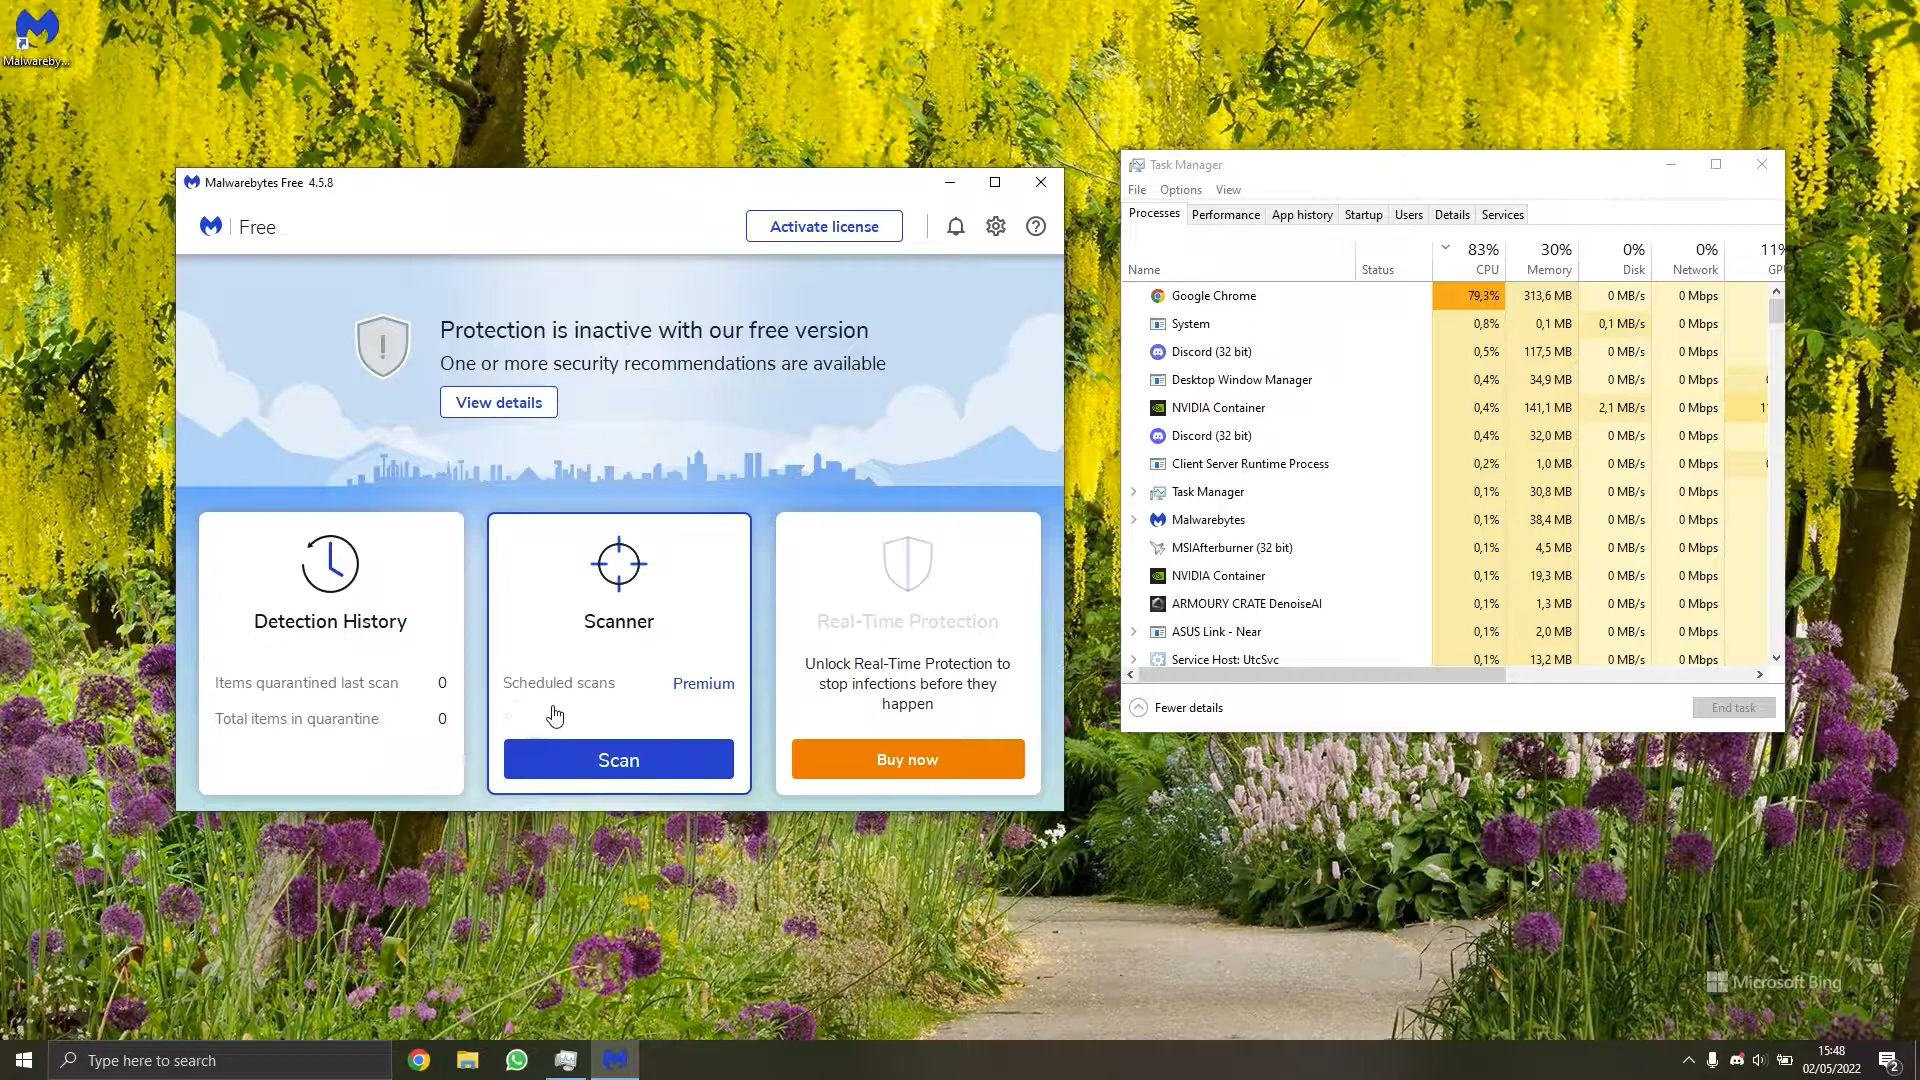 Malwareby...
Malwarebytes Free 4.5.8
Free
Activate license
Protection is inactive with our free version
One or more security recommendations are available
View details
Detection History
Items quarantined last scan 0
Total items in quarantine 0
Scanner
Scheduled scans Premium
Scan
Real-Time Protection
Unlock Real-Time Protection to
stop infections before they
happen
Buy now
Task Manager
File Options View
Processes Performance App history Startup Users Details Services
83% 30% 0% 0% 11%
Name Status CPU Memory Disk Network GPU
Google Chrome 79,3% 313,6 MB 0 MB/s 0 Mbps
System 0,8% 0,1 MB 0,1 MB/s 0 Mbps
Discord (32 bit) 0,5% 117,5 MB 0 MB/s 0 Mbps
Desktop Window Manager 0,4% 34,9 MB 0 MB/s 0 Mbps
NVIDIA Container 0,4% 141,1 MB 2,1 MB/s 0 Mbps
Discord (32 bit) 0,4% 32,0 MB 0 MB/s 0 Mbps
Client Server Runtime Process 0,2% 1,0 MB 0 MB/s 0 Mbps
Task Manager 0,1% 30,8 MB 0 MB/s 0 Mbps
Malwarebytes 0,1% 38,4 MB 0 MB/s 0 Mbps
MSIAfterburner (32 bit) 0,1% 4,5 MB 0 MB/s 0 Mbps
NVIDIA Container 0,1% 19,3 MB 0 MB/s 0 Mbps
ARMOURY CRATE DenoiseAI 0,1% 1,3 MB 0 MB/s 0 Mbps
ASUS Link - Near 0,1% 2,0 MB 0 MB/s 0 Mbps
Service Host: UtcSvc 0,1% 13,2 MB 0 MB/s 0 Mbps
Fewer details
End task
Microsoft Bing
Type here to search
15:48
02/05/2022
2